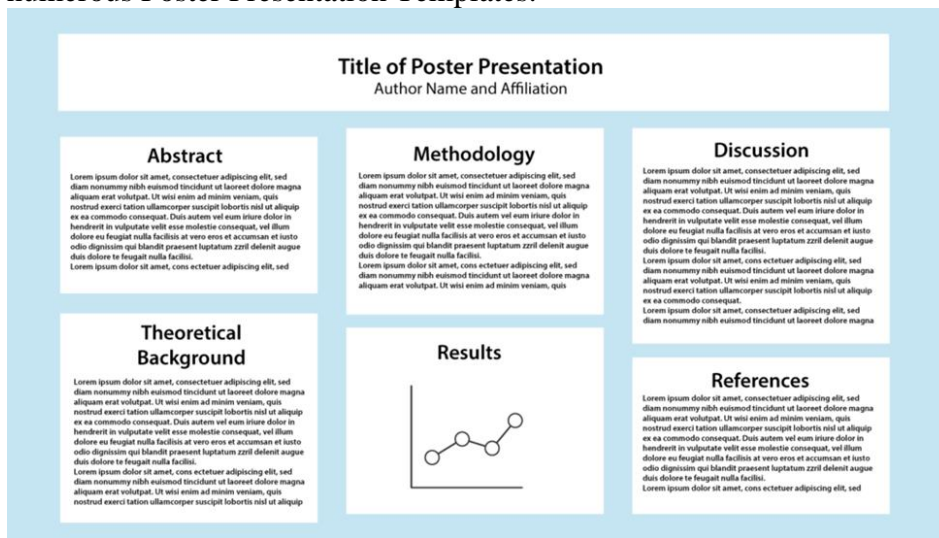 numerous Poster Presentation Templates.
Title of Poster Presentation
Author Name and Affiliation
Abstract
Lorem ipsum dolor sit amet, consectetuer adipiscing elit, sed
diam nonummy nibh euismod tincidunt ut laoreet dolore magna
aliquam erat volutpat. Ut wisi enim ad minim veniam, quis
nostrud exerci tation ullamcorper suscipit lobortis nisl ut aliquip
ex ea commodo consequat. Duis autem vel eum iriure dolor in
hendrerit in vulputate velit esse molestie consequat, vel illum
dolore eu feugiat nulla facilisis at vero eros et accumsan et iusto
odio dignissim qui blandit praesent luptatum zzril delenit augue
duis dolore te feugait nulla facilisi.
Lorem ipsum dolor sit amet, cons ectetuer adipiscing elit, sed
Theoretical
Background
Lorem ipsum dolor sit amet, consectetuer adipiscing elit, sed
diam nonummy nibh euismod tincidunt ut laoreet dolore magna
aliquam erat volutpat. Ut wisi enim ad minim veniam, quis
nostrud exerci tation ullamcorper suscipit lobortis nisl ut aliquip
ex ea commodo consequat. Duis autem vel eum iriure dolor in
hendrerit in vulputate velit esse molestie consequat, vel illum
dolore eu feugiat nulla facilisis at vero eros et accumsan et iusto
odio dignissim qui blandit praesent luptatum zzril delenit augue
duis dolore te feugait nulla facilisi.
Lorem ipsum dolor sit amet, cons ectetuer adipiscing elit, sed
diam nonummy nibh euismod tincidunt ut laoreet dolore magna
aliquam erat volutpat. Ut wisi enim ad minim veniam, quis
nostrud exerci tation ullamcorper suscipit lobortis nisl ut aliquip
Methodology
Lorem ipsum dolor sit amet, consectetuer adipiscing elit, sed
diam nonummy nibh euismod tincidunt ut laoreet dolore magna
aliquam erat volutpat. Ut wisi enim ad minim veniam, quis
nostrud exerci tation ullamcorper suscipit lobortis nisl ut aliquip
ex ea commodo consequat. Duis autem vel eum iriure dolor in
hendrerit in vulputate velit esse molestie consequat, vel illum
dolore eu feugiat nulla facilisis at vero eros et accumsan et iusto
odio dignissim qui blandit praesent luptatum zzril delenit augue
duis dolore te feugait nulla facilisi.
Lorem ipsum dolor sit amet, cons ectetuer adipiscing elit, sed
diam nonummy nibh euismod tincidunt ut laoreet dolore magna
aliquam erat volutpat. Ut wisi enim ad minim veniam, quis
Results
Discussion
Lorem ipsum dolor sit amet, consectetuer adipiscing elit, sed
diam nonummy nibh euismod tincidunt ut laoreet dolore magna
aliquam erat volutpat. Ut wisi enim ad minim veniam, quis
nostrud exerci tation ullamcorper suscipit lobortis nisl ut aliquip
ex ea commodo consequat. Duis autem vel eum iriure dolor in
hendrerit in vulputate velit esse molestie consequat, vel illum
dolore eu feugiat nulla facilisis at vero eros et accumsan et iusto
odio dignissim qui blandit praesent luptatum zzril delenit augue
duis dolore te feugait nulla facilisi.
Lorem ipsum dolor sit amet, cons ectetuer adipiscing elit, sed
diam nonummy nibh euismod tincidunt ut laoreet dolore magna
aliquam erat volutpat. Ut wisi enim ad minim veniam, quis
nostrud exerci tation ullamcorper suscipit lobortis nisl ut aliquip
ex ea commodo consequat.
Lorem ipsum dolor sit amet, cons ectetuer adipiscing elit, sed
diam nonummy nibh euismod tincidunt ut laoreet dolore magna
References
Lorem ipsum dolor sit amet, consectetuer adipiscing elit, sed
diam nonummy nibh euismod tincidunt ut laoreet dolore magna
aliquam erat volutpat. Ut wisi enim ad minim veniam, quis
nostrud exerci tation ullamcorper suscipit lobortis nisl ut aliquip
ex ea commodo consequat. Duis autem vel eum iriure dolor in
hendrerit in vulputate velit esse molestie consequat, vel illum
dolore eu feugiat nulla facilisis at vero eros et accumsan et iusto
odio dignissim qui blandit praesent luptatum zzril delenit augue
duis dolore te feugait nulla facilisi.
Lorem ipsum dolor sit amet, cons ectetuer adipiscing elit, sed